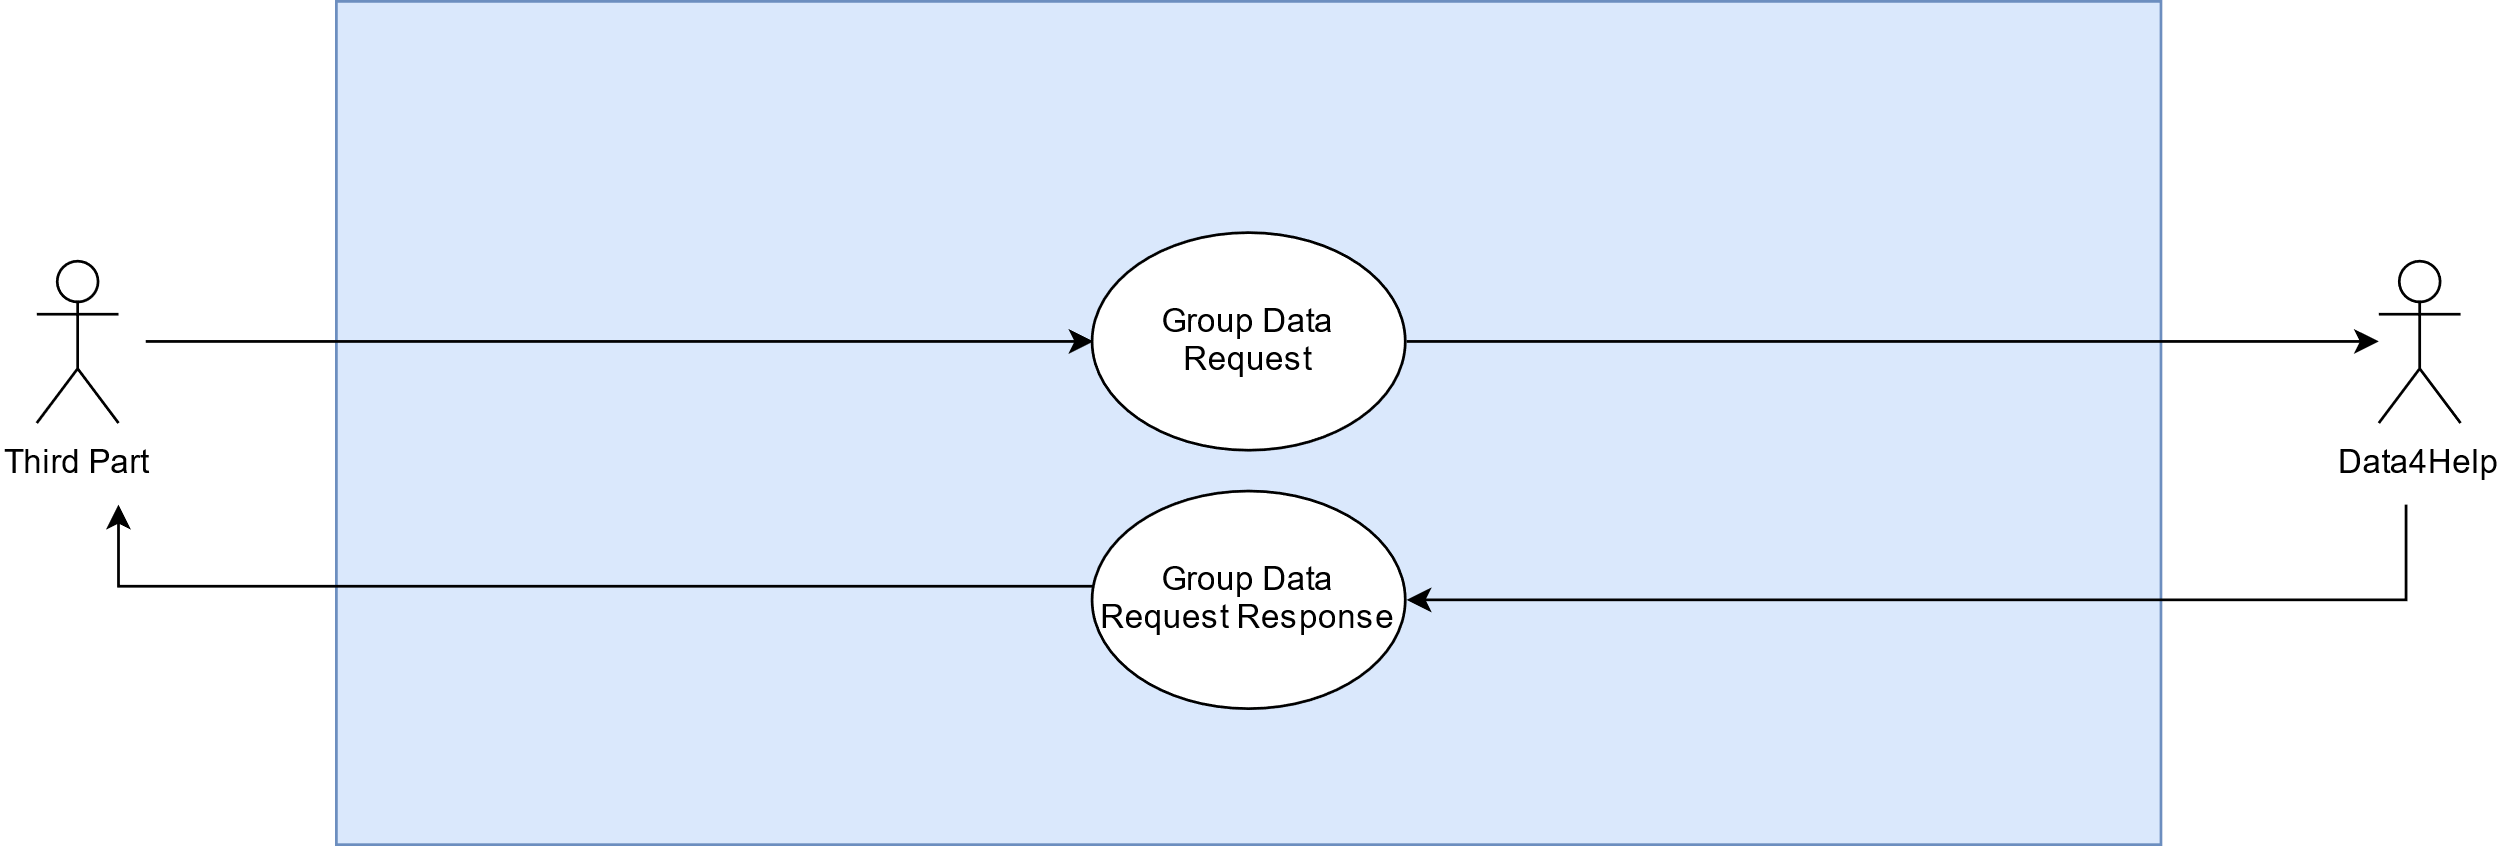 Group Data
Request
Third Part
Data4Help
Group Data
Request Response